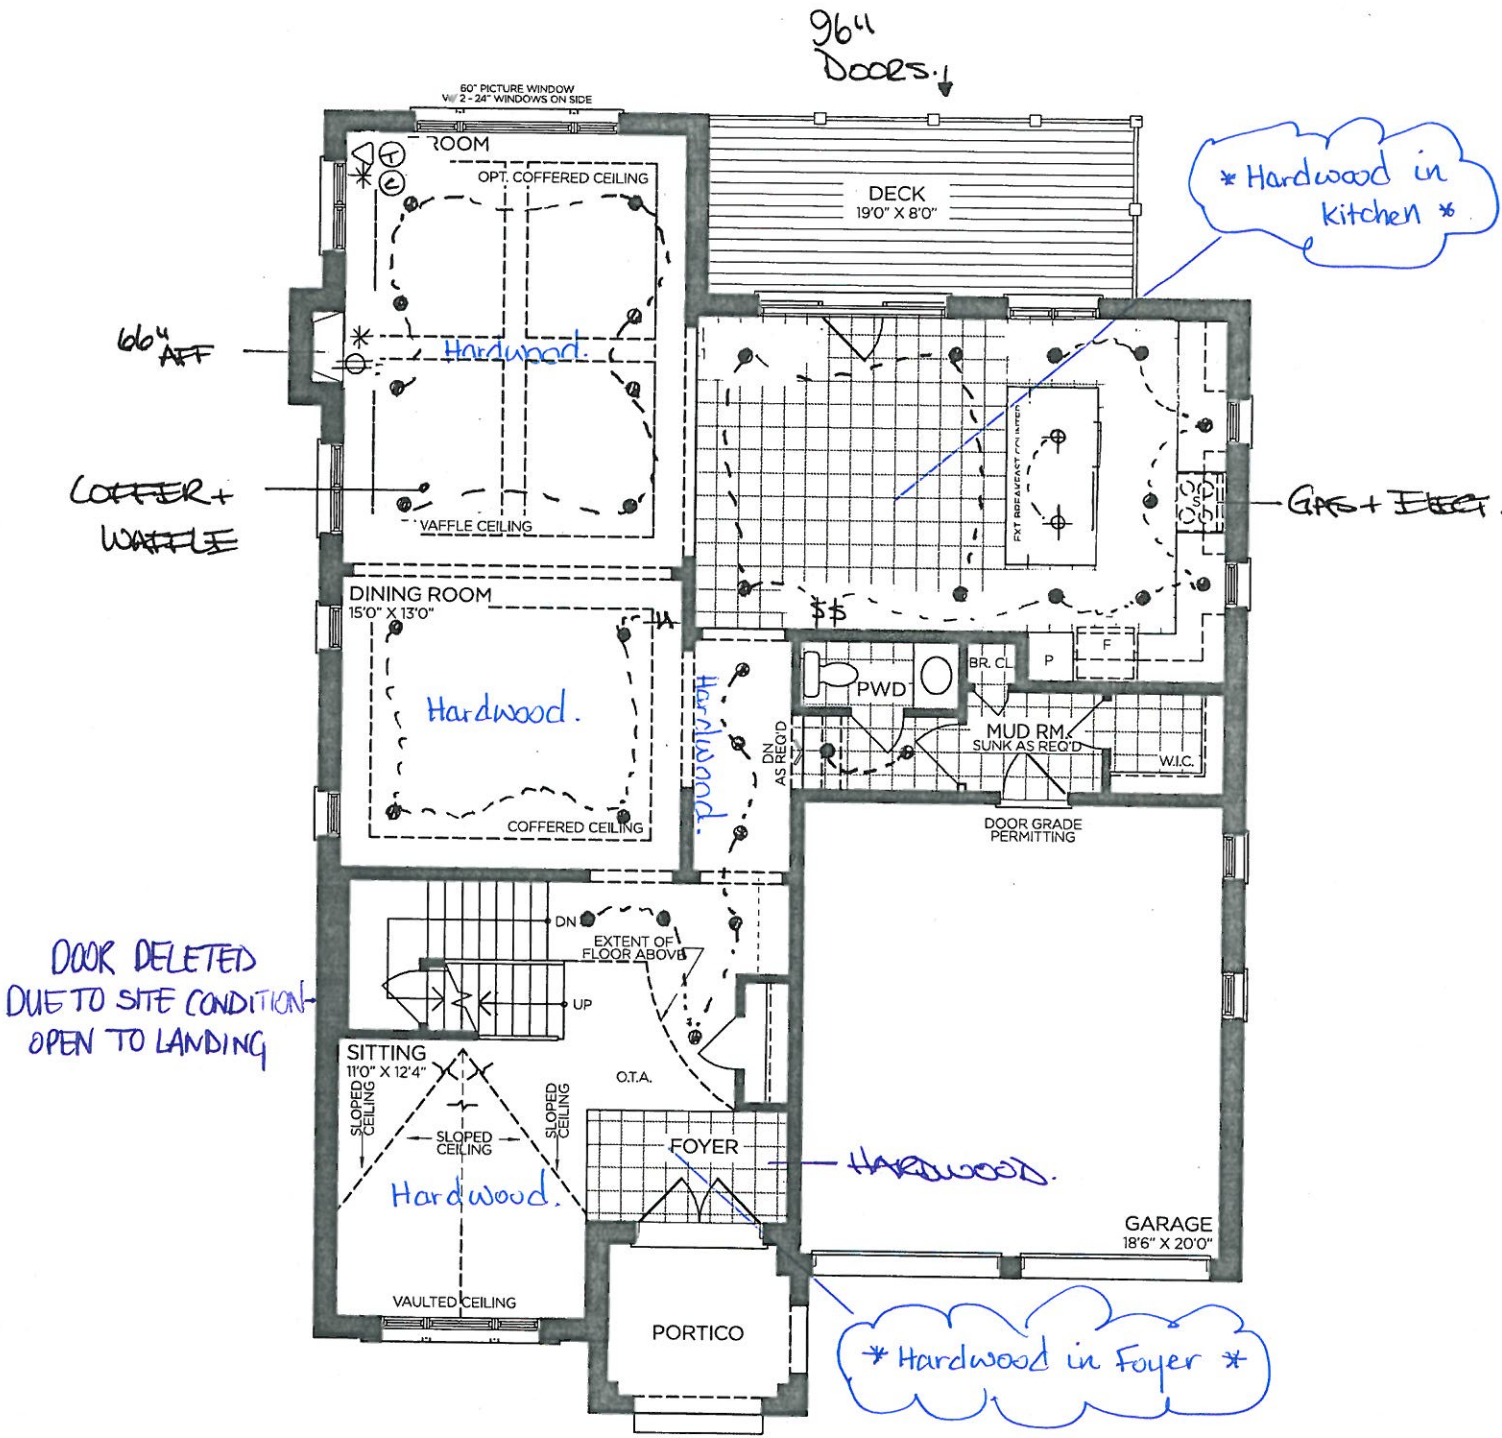 96"
DOORS.
60" PICTURE WINDOW
W/ 2 - 24" WINDOWS ON SIDE
ROOM
T
C
OPT. COFFERED CEILING
DECK
19'0" X 8'0"
* Hardwood in
Kitchen *
66"
AFF
Hardwood.
EXT BREAKFAST COUNTER
COFFER +
WAFFLE
GAS + ELECT.
S
WAFFLE CEILING
DINING ROOM
15'0" X 13'0"
$$
Hardwood.
COFFERED CEILING
Hardwood.
PWD
BR. CL.
P
F
DN
AS REQ'D
MUD RM.
SUNK AS REQ'D
W.I.C.
DOOR GRADE
PERMITTING
DN
EXTENT OF
FLOOR ABOVE
DOOR DELETED
DUE TO SITE CONDITION
OPEN TO LANDING
UP
SITTING
11'0" X 12'4"
O.T.A.
SLOPED
CEILING
SLOPED
CEILING
SLOPED
CEILING
FOYER
HARDWOOD.
Hardwood.
GARAGE
18'6" X 20'0"
VAULTED CEILING
PORTICO
* Hardwood in Foyer *